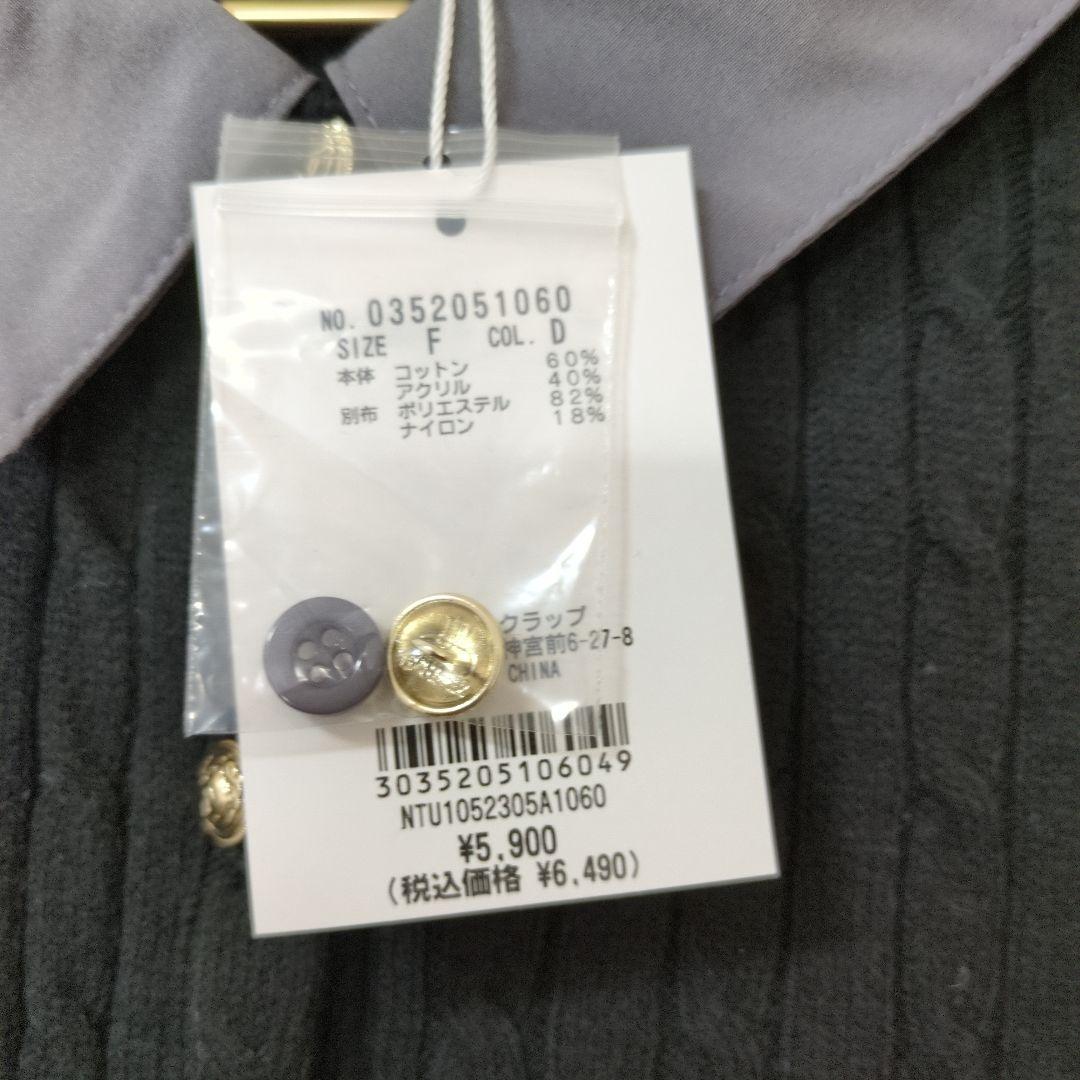 NO. 0352051060
SIZE F COL. D
本体 コットン 60%
アクリル 40%
別布 ポリエステル 82%
ナイロン 18%
クラップ
神宮前6-27-8
CHINA
3035205106049
NTU1052305A1060
¥5,900
(税込価格 ¥6,490)